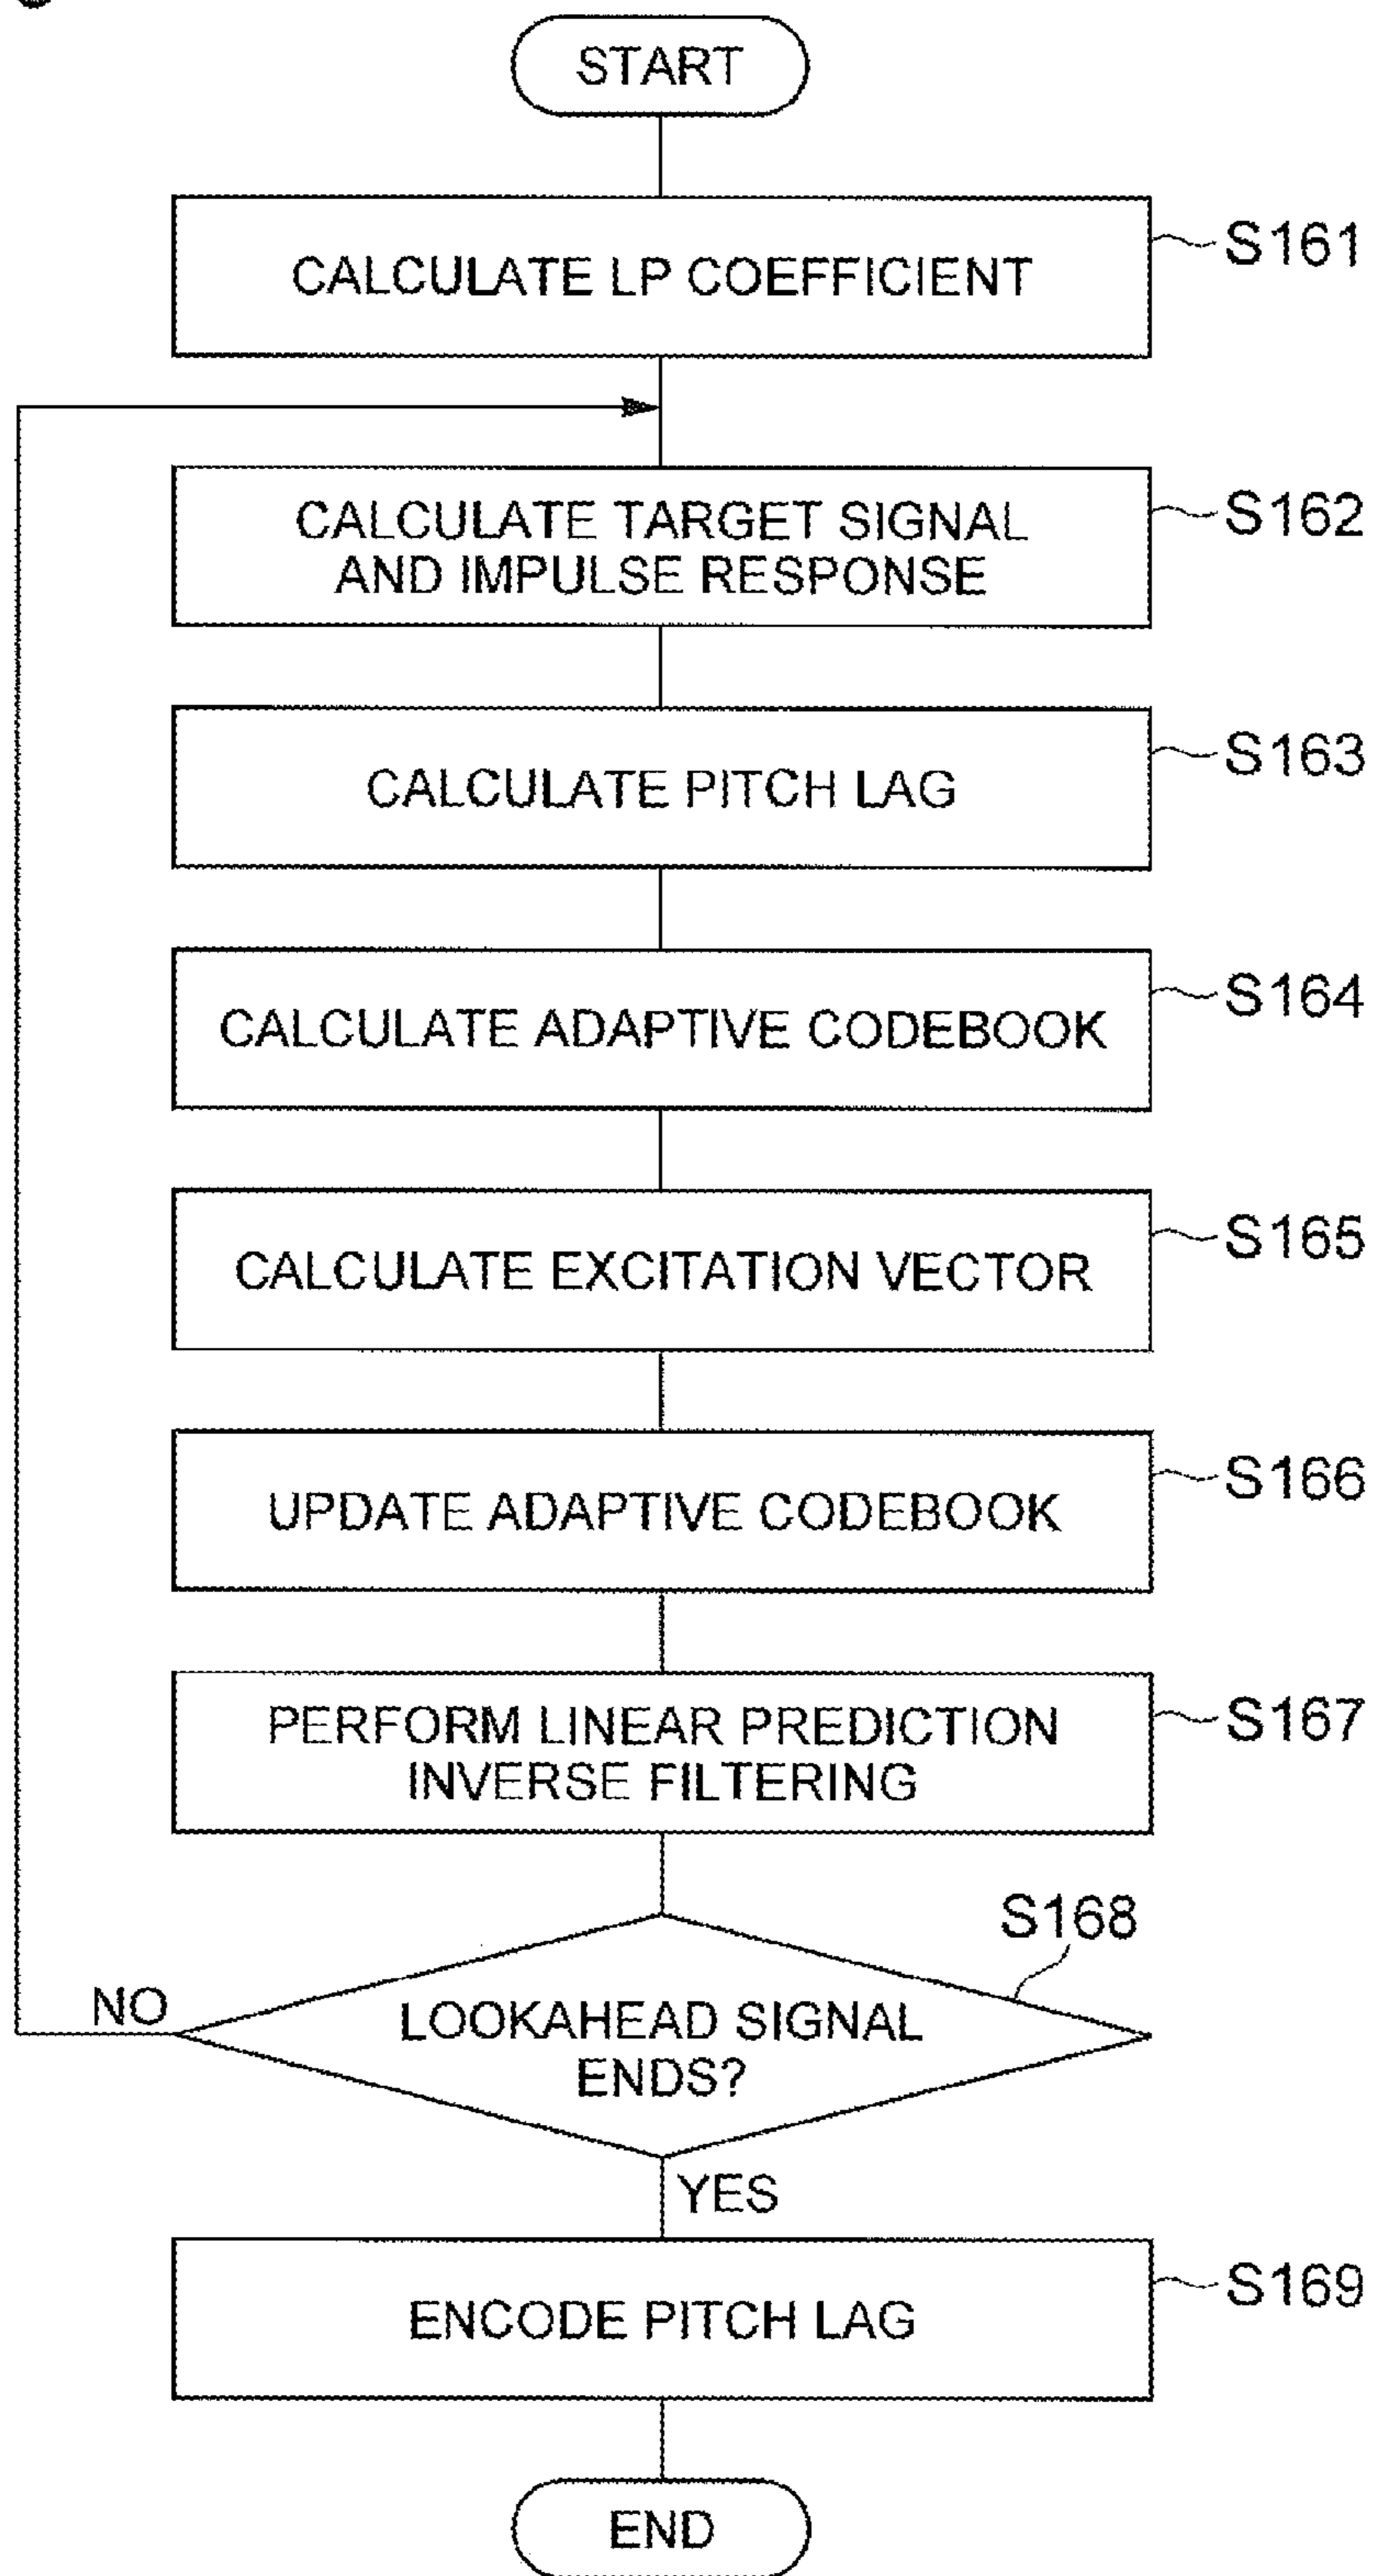 START
CALCULATE LP COEFFICIENT
S161
CALCULATE TARGET SIGNAL
AND IMPULSE RESPONSE
S162
CALCULATE PITCH LAG
S163
CALCULATE ADAPTIVE CODEBOOK
S164
CALCULATE EXCITATION VECTOR
S165
UPDATE ADAPTIVE CODEBOOK
S166
PERFORM LINEAR PREDICTION
INVERSE FILTERING
S167
S168
NO
LOOKAHEAD SIGNAL
ENDS?
YES
ENCODE PITCH LAG
S169
END